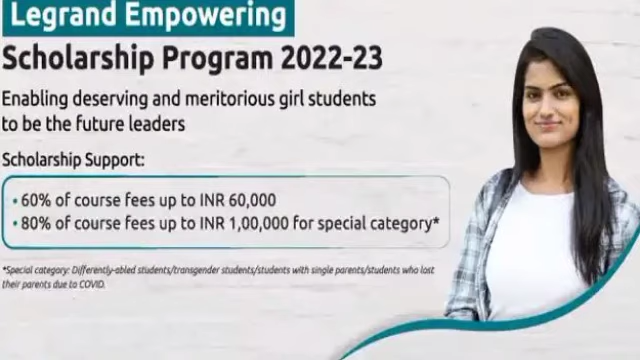 Legrand Empowering
Scholarship Program 2022-23
Enabling deserving and meritorious girl students
to be the future leaders
Scholarship Support:
• 60% of course fees up to INR 60,000
• 80% of course fees up to INR 1,00,000 for special category*
*Special category: Differently-abled students/transgender students/students with single parents/students who lost
their parents due to COVID.